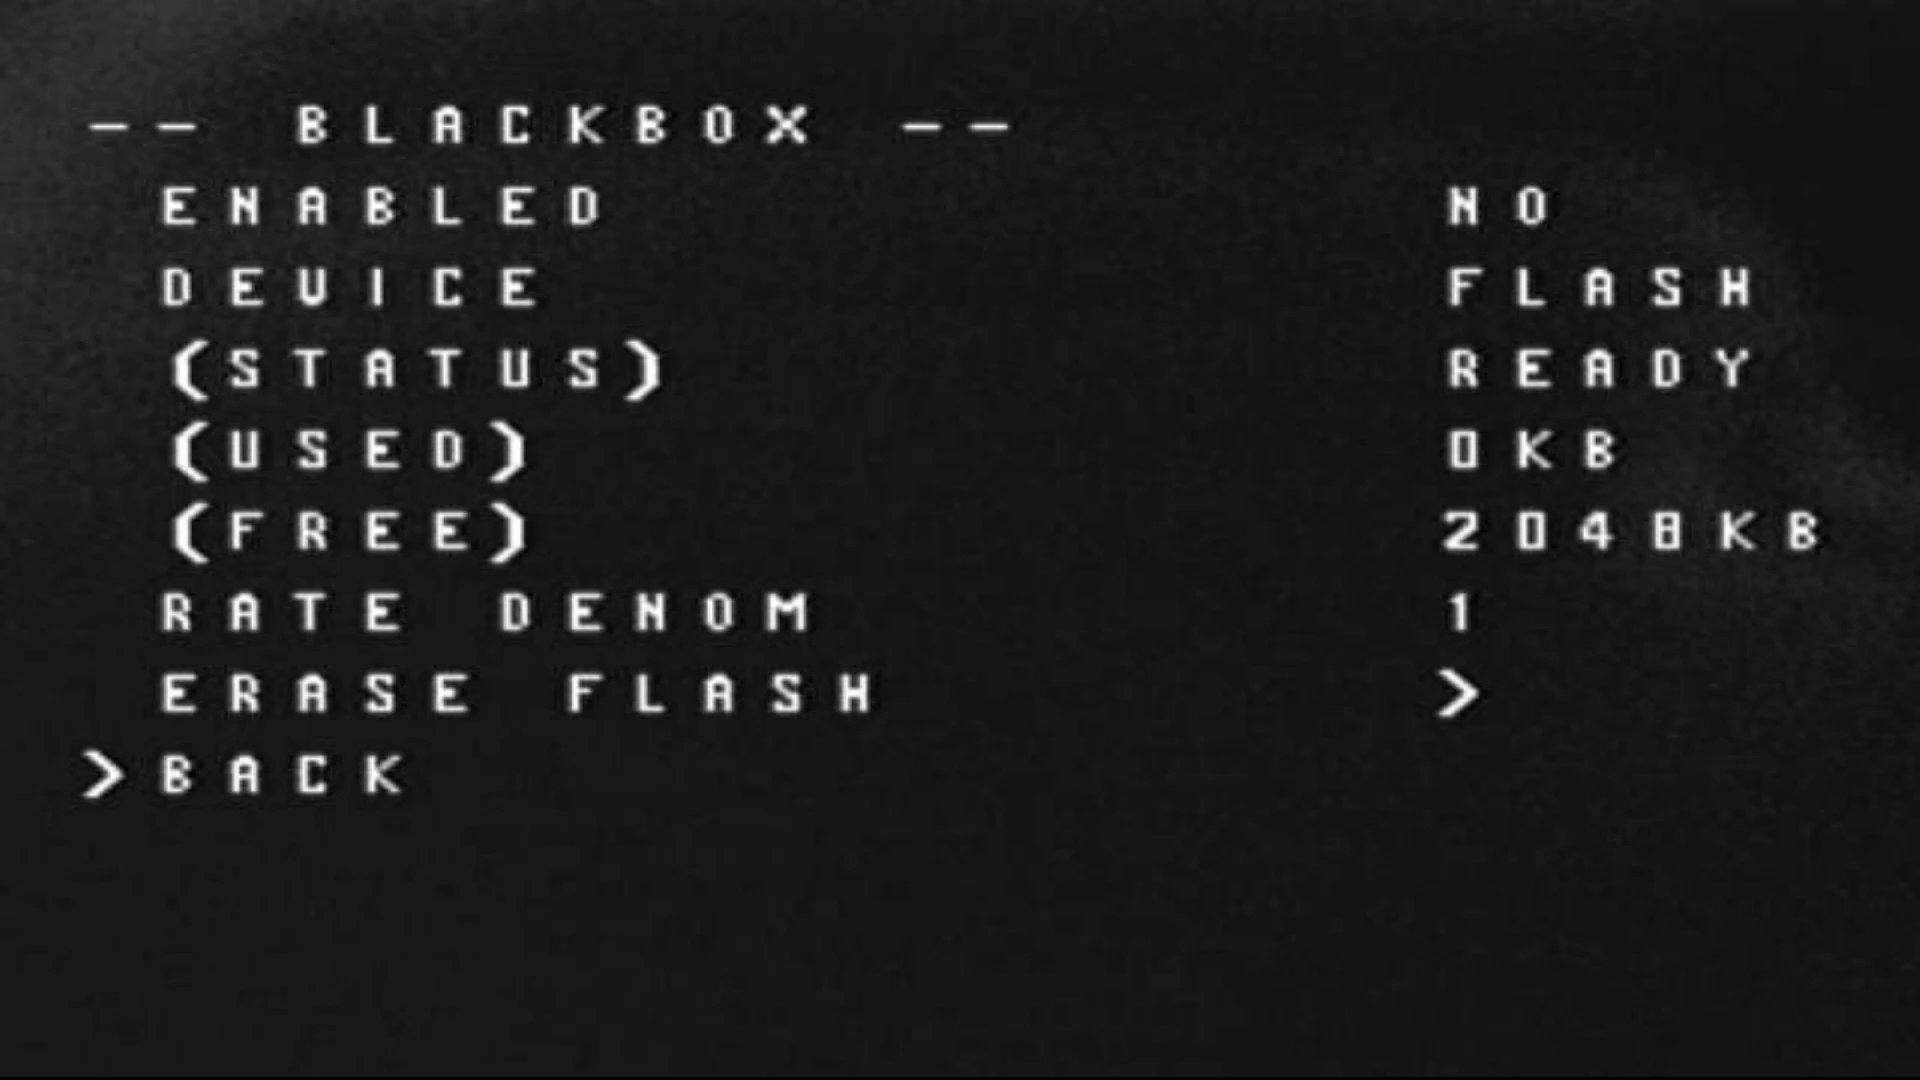 -- BLACKBOX --
ENABLED NO
DEVICE FLASH
(STATUS) READY
(USED) 0KB
(FREE) 2048KB
RATE DENOM 1
ERASE FLASH >
>BACK